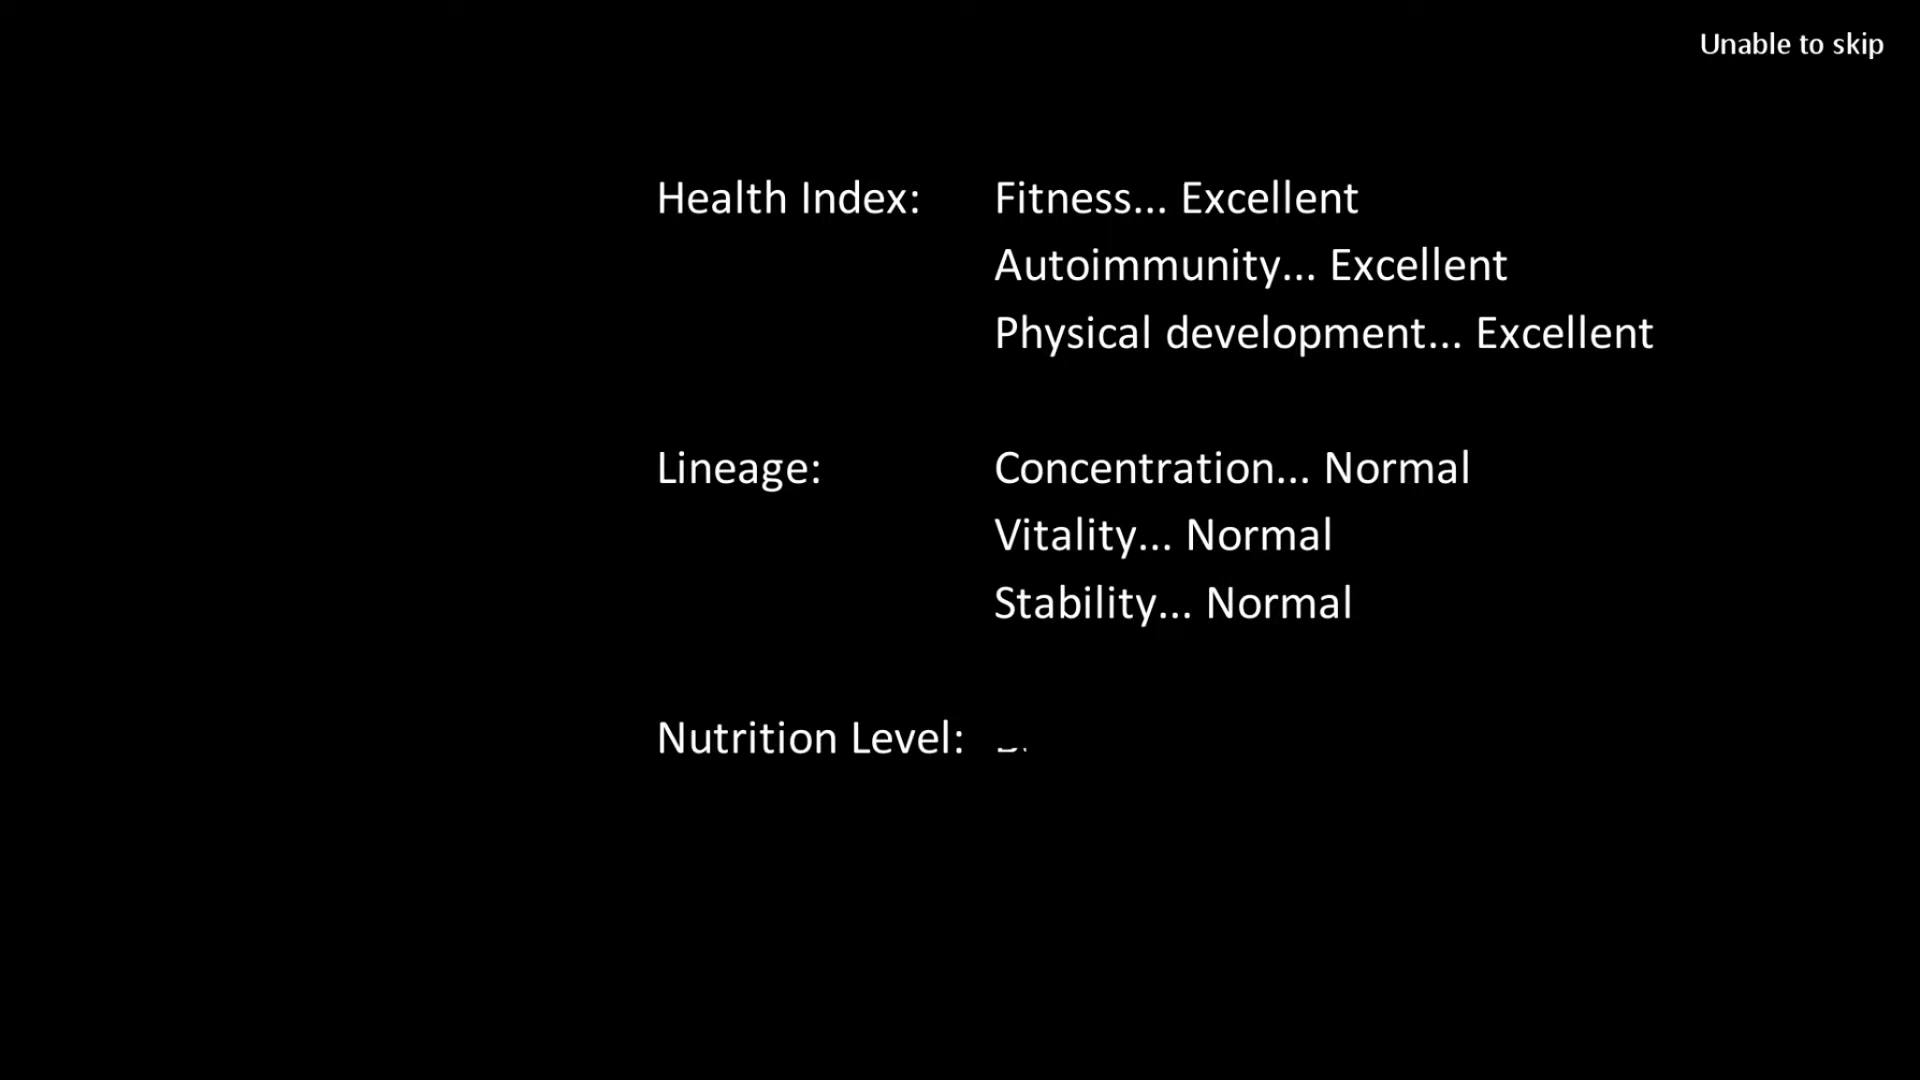 Unable to skip
Health Index: Fitness... Excellent
Autoimmunity... Excellent
Physical development... Excellent
Lineage: Concentration... Normal
Vitality... Normal
Stability... Normal
Nutrition Level: